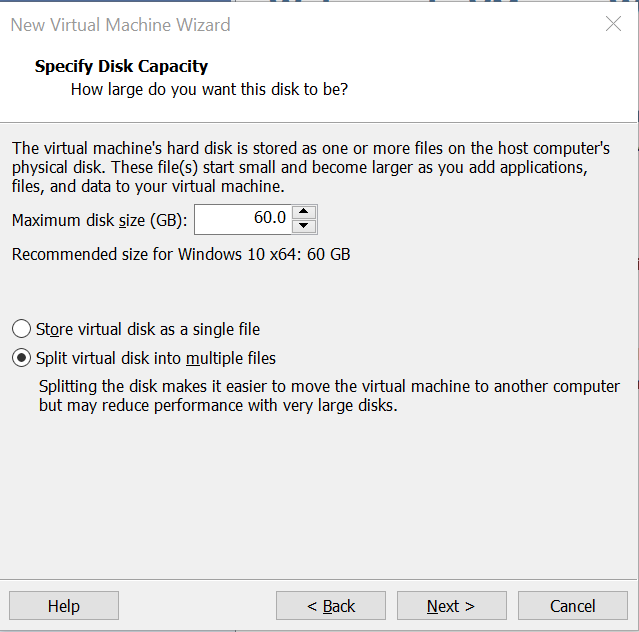 New Virtual Machine Wizard
Specify Disk Capacity
How large do you want this disk to be?
The virtual machine's hard disk is stored as one or more files on the host computer's
physical disk. These file(s) start small and become larger as you add applications,
files, and data to your virtual machine.
Maximum disk size (GB): 60.0
Recommended size for Windows 10 x64: 60 GB
Store virtual disk as a single file
Split virtual disk into multiple files
Splitting the disk makes it easier to move the virtual machine to another computer
but may reduce performance with very large disks.
Help < Back Next > Cancel